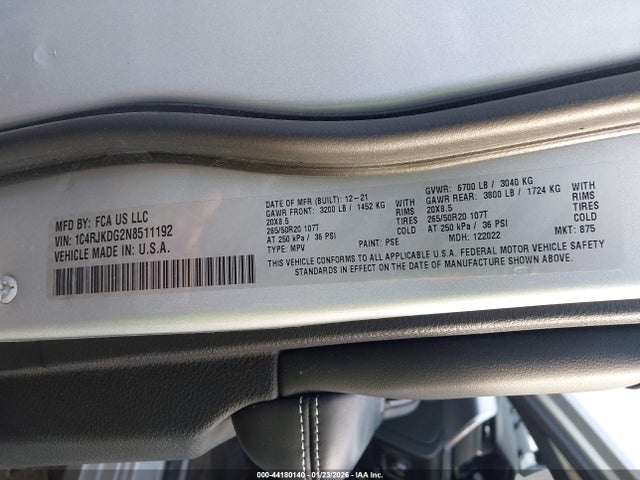 MFD BY: FCA US LLC
VIN: 1C4RJKDG2N8511192
VEHICLE MADE IN: U.S.A.
DATE OF MFR (BUILT): 12-21
GAWR FRONT: 3200 LB / 1452 KG WITH
20X8.5 RIMS
265/50R20 107T TIRES
AT 250 kPa / 36 PSI COLD
PAINT: PSE
GVWR: 6700 LB / 3040 KG
GAWR REAR: 3800 LB / 1724 KG WITH
20X8.5 RIMS
265/50R20 107T TIRES
AT 250 kPa / 36 PSI COLD
MDH: 122022 MKT: 875
THIS VEHICLE CONFORMS TO ALL APPLICABLE U.S.A. FEDERAL MOTOR VEHICLE SAFETY
STANDARDS IN EFFECT ON THE DATE OF MANUFACTURE SHOWN ABOVE.
000-44180140 - 01/23/2026 - IAA Inc.